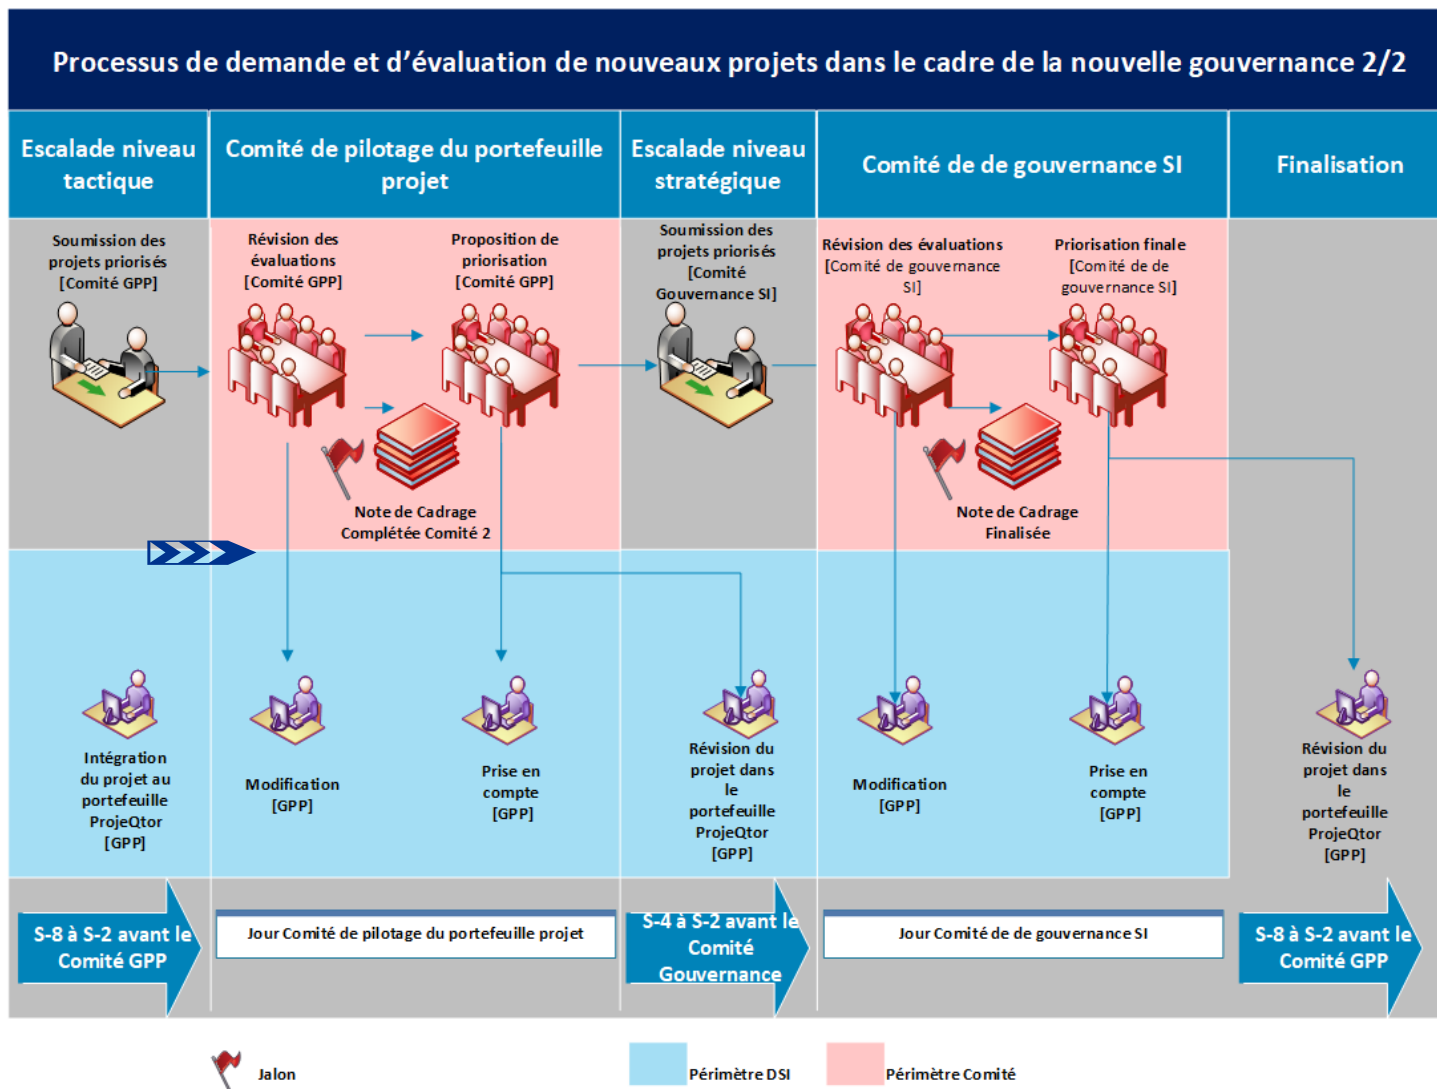 Processus de demande et d’évaluation de nouveaux projets dans le cadre de la nouvelle gouvernance 2/2
Escalade niveau
tactique
Comité de pilotage du portefeuille
projet
Escalade niveau
stratégique
Comité de de gouvernance SI
Finalisation
Soumission des
projets priorisés
[Comité GPP]
Révision des
évaluations
[Comité GPP]
Proposition de
priorisation
[Comité GPP]
Soumission des
projets priorisés
[Comité
Gouvernance SI]
Révision des évaluations
[Comité de gouvernance
SI]
Priorisation finale
[Comité de de
gouvernance SI]
Note de Cadrage
Complétée Comité 2
Note de Cadrage
Finalisée
Intégration
du projet au
portefeuille
ProjeQtor
[GPP]
Modification
[GPP]
Prise en
compte
[GPP]
Révision du
projet dans
le
portefeuille
ProjeQtor
[GPP]
Modification
[GPP]
Prise en
compte
[GPP]
Révision du
projet dans
le
portefeuille
ProjeQtor
[GPP]
S-8 à S-2 avant le
Comité GPP
Jour Comité de pilotage du portefeuille projet
S-4 à S-2 avant le
Comité
Gouvernance
Jour Comité de de gouvernance SI
S-8 à S-2 avant le
Comité GPP
Jalon
Périmètre DSI
Périmètre Comité